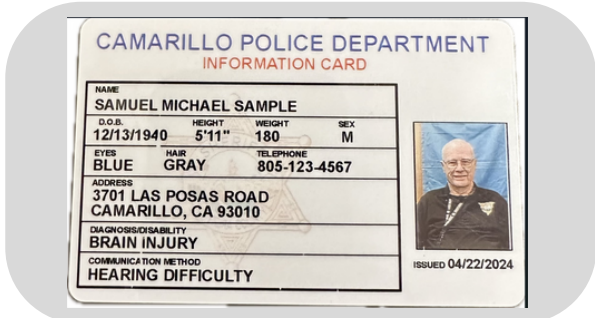 CAMARILLO POLICE DEPARTMENT
INFORMATION CARD
NAME
SAMUEL MICHAEL SAMPLE
D.O.B. HEIGHT WEIGHT SEX
12/13/1940 5'11" 180 M
EYES HAIR TELEPHONE
BLUE GRAY 805-123-4567
ADDRESS
3701 LAS POSAS ROAD
CAMARILLO, CA 93010
DIAGNOSIS/DISABILITY
BRAIN INJURY
COMMUNICATION METHOD
HEARING DIFFICULTY
ISSUED 04/22/2024